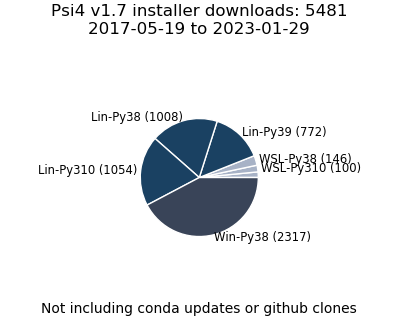 Psi4 v1.7 installer downloads: 5481
2017-05-19 to 2023-01-29
Lin-Py38 (1008)
Lin-Py39 (772)
WSL-Py38 (146)
WSL-Py310 (100)
Lin-Py310 (1054)
Win-Py38 (2317)
Not including conda updates or github clones